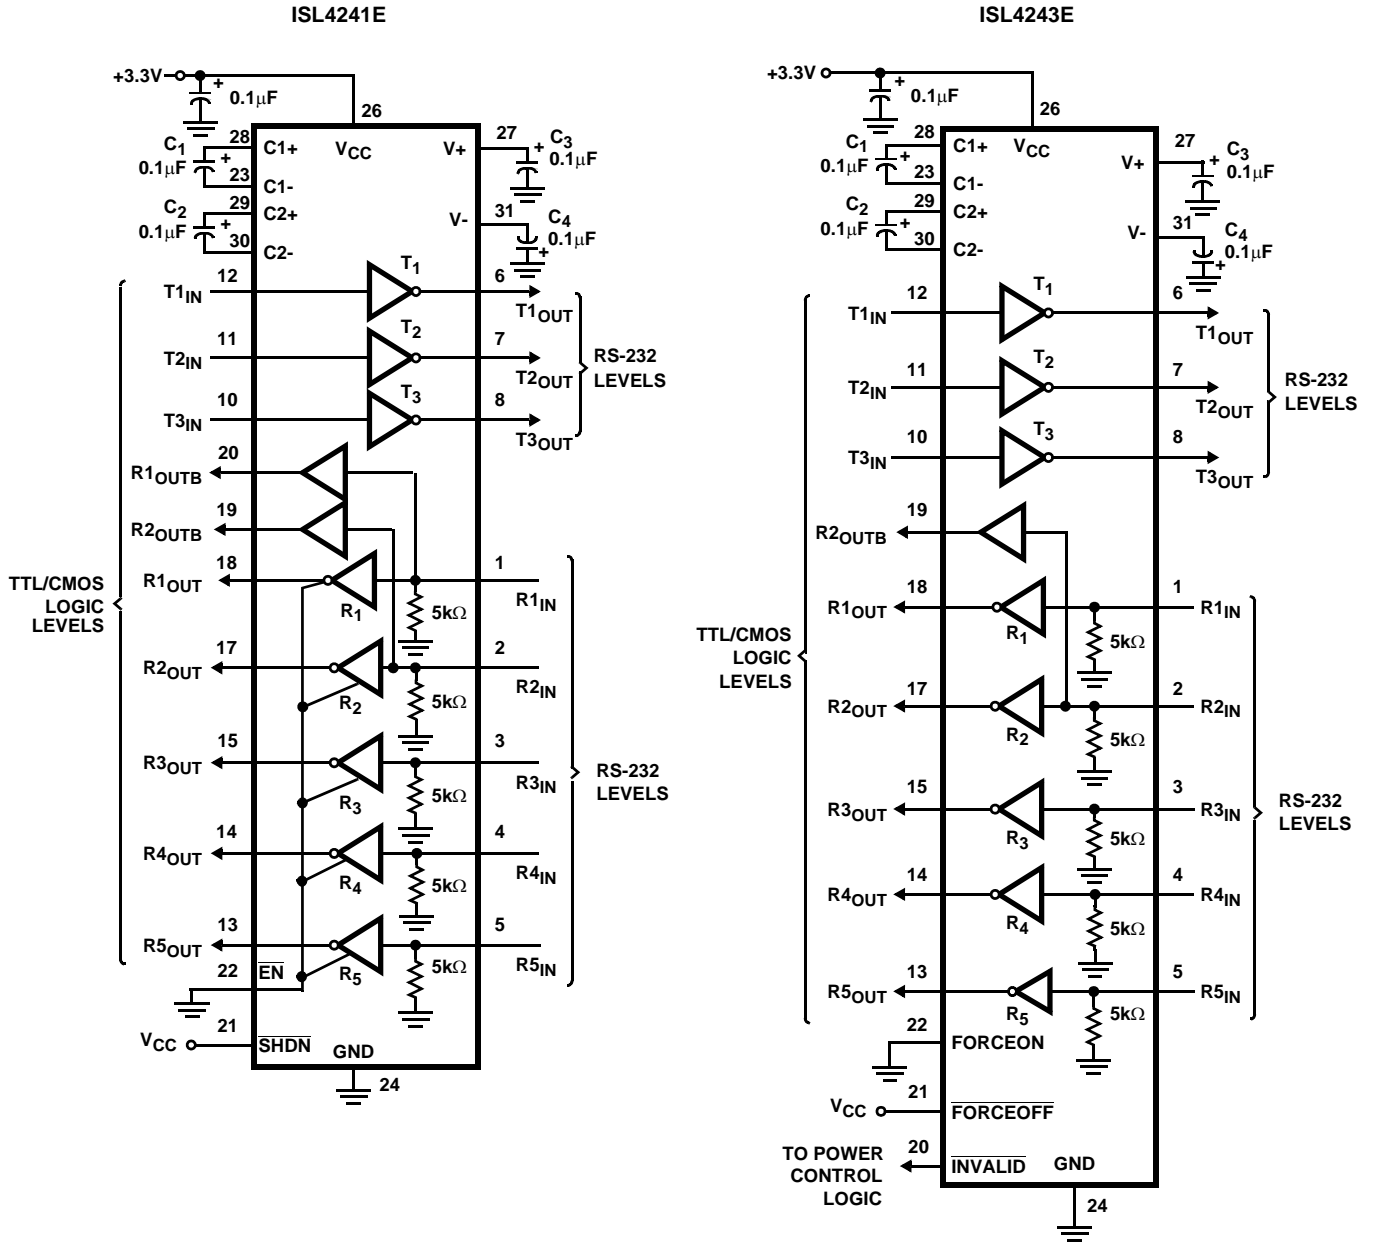 ISL4241E
+3.3V
+
0.1μF
26
C1
0.1μF
+
28
C1+
VCC
V+
27
+
C3
0.1μF
23
C1-
C2
0.1μF
+
29
C2+
30
C2-
V-
31
C4
0.1μF
+
T1IN
12
T1
6
T1OUT
T2IN
11
T2
7
T2OUT
T3IN
10
T3
8
T3OUT
RS-232
LEVELS
R1OUTB
20
R2OUTB
19
R1OUT
18
R1
5kΩ
1
R1IN
TTL/CMOS
LOGIC
LEVELS
R2OUT
17
R2
5kΩ
2
R2IN
R3OUT
15
R3
5kΩ
3
R3IN
RS-232
LEVELS
R4OUT
14
R4
5kΩ
4
R4IN
R5OUT
13
R5
5kΩ
5
R5IN
22
EN
VCC
21
SHDN
GND
24
ISL4243E
+3.3V
+
0.1μF
26
C1
0.1μF
+
28
C1+
VCC
V+
27
+
C3
0.1μF
23
C1-
C2
0.1μF
+
29
C2+
30
C2-
V-
31
C4
0.1μF
+
T1IN
12
T1
6
T1OUT
T2IN
11
T2
7
T2OUT
T3IN
10
T3
8
T3OUT
RS-232
LEVELS
R2OUTB
19
R1OUT
18
R1
5kΩ
1
R1IN
TTL/CMOS
LOGIC
LEVELS
R2OUT
17
R2
5kΩ
2
R2IN
R3OUT
15
R3
5kΩ
3
R3IN
RS-232
LEVELS
R4OUT
14
R4
5kΩ
4
R4IN
R5OUT
13
R5
5kΩ
5
R5IN
22
FORCEON
VCC
21
FORCEOFF
TO POWER
CONTROL
LOGIC
20
INVALID
GND
24